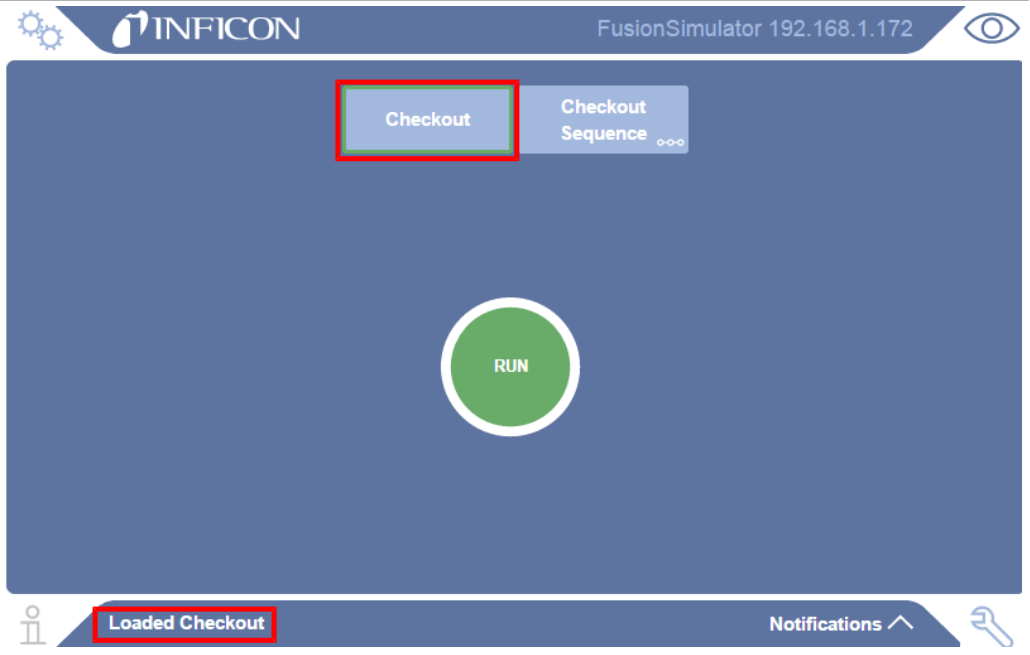 INFICON
FusionSimulator 192.168.1.172
Checkout
Checkout
Sequence
RUN
Loaded Checkout
Notifications